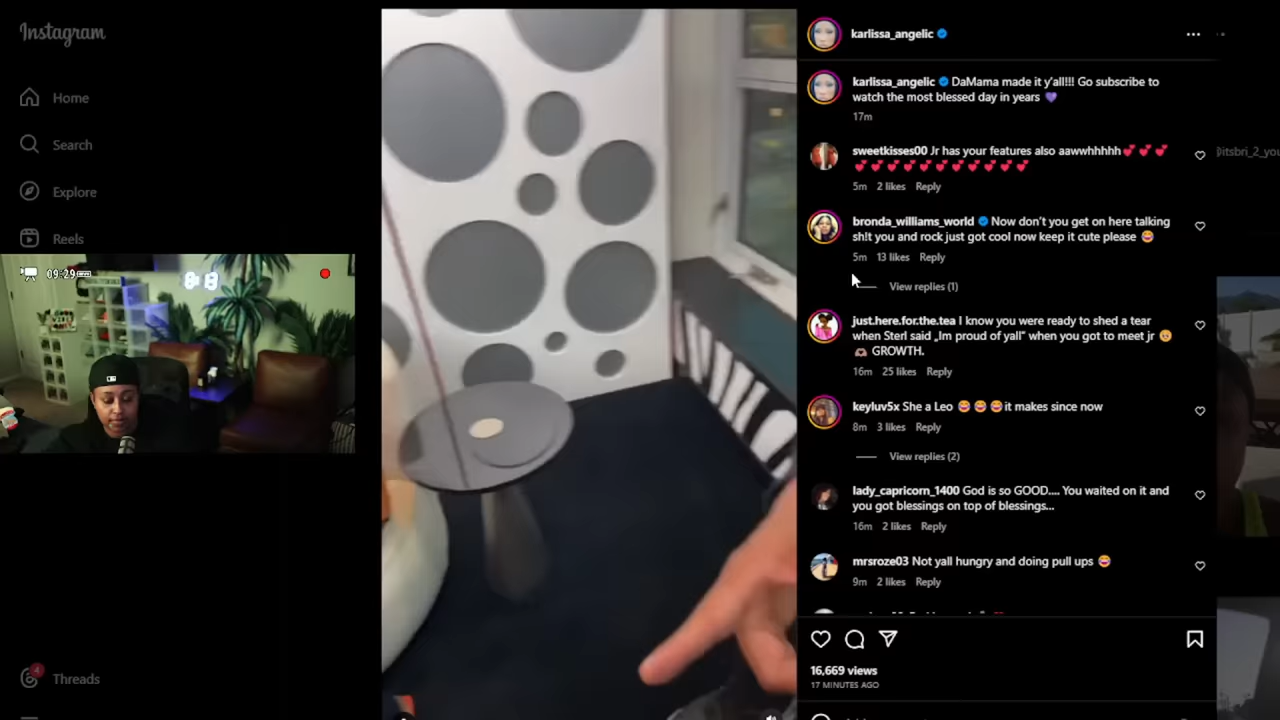 Instagram
Home
Search
Explore
Reels
09:29
8:8
Threads
4
karlissa_angelic
karlissa_angelic DaMama made it y'all!!! Go subscribe to
watch the most blessed day in years 💜
17m
sweetkisses00 Jr has your features also aawwhhhhh💕💕💕
💕💕💕💕💕💕💕💕💕💕💕💕
5m 2 likes Reply
bronda_williams_world Now don't you get on here talking
sh!t you and rock just got cool now keep it cute please 😂
5m 13 likes Reply
View replies (1)
just.here.for.the.tea I know you were ready to shed a tear
when Sterl said „Im proud of yall" when you got to meet jr 🥹
🫶🏽 GROWTH.
16m 25 likes Reply
keyluv5x She a Leo 😂😂😂it makes since now
8m 3 likes Reply
View replies (2)
lady_capricorn_1400 God is so GOOD.... You waited on it and
you got blessings on top of blessings...
16m 2 likes Reply
mrsroze03 Not yall hungry and doing pull ups 😂
9m 2 likes Reply
16,669 views
17 MINUTES AGO
@itsbri_2_you